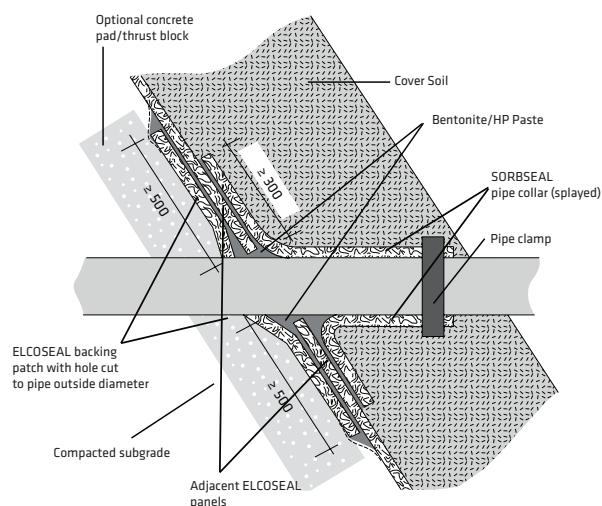 Optional concrete
pad/thrust block
Cover Soil
Bentonite/HP Paste
SORBSEAL
pipe collar (splayed)
Pipe clamp
≥ 300
≥ 500
≥ 500
ELCOSEAL backing
patch with hole cut
to pipe outside diameter
Compacted subgrade
Adjacent ELCOSEAL
panels